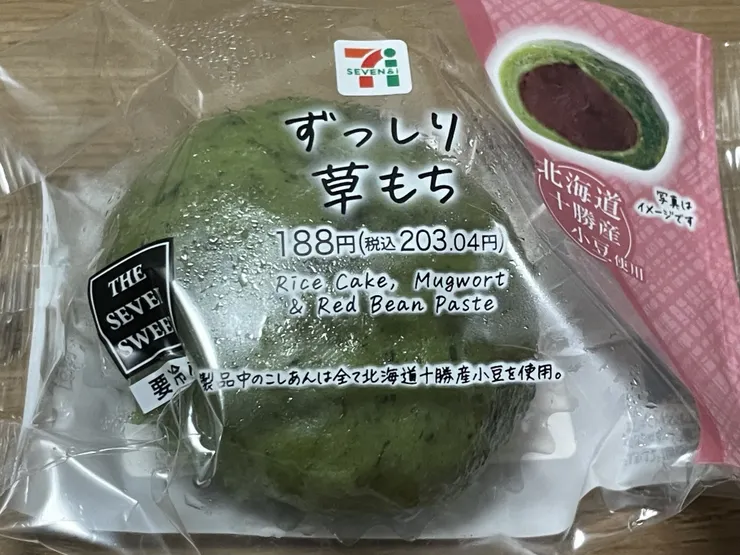 SEVEN&i
ずっしり
草もち
188円(税込203.04円)
Rice Cake, Mugwort
& Red Bean Paste
THE
SEVEN
SWEE
要冷
製品中のこしあんは全て北海道十勝産小豆を使用。
北海道
十勝産
小豆使用
写真は
イメージです